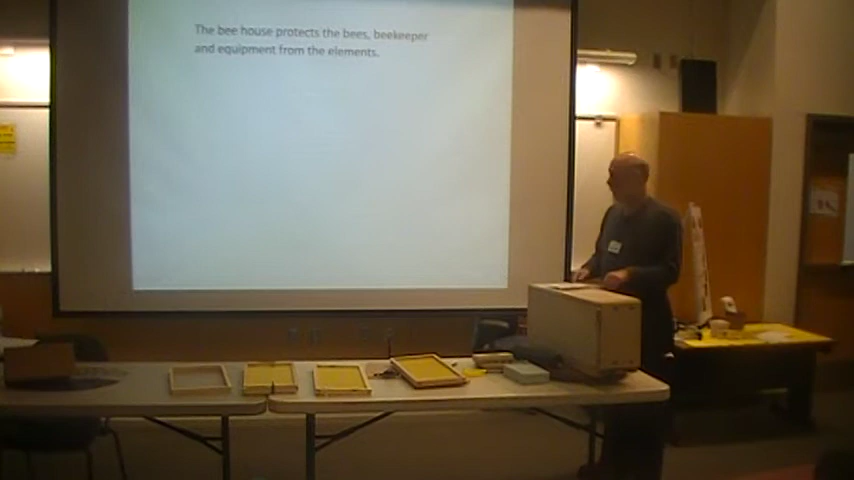 The bee house protects the bees, beekeeper
and equipment from the elements.